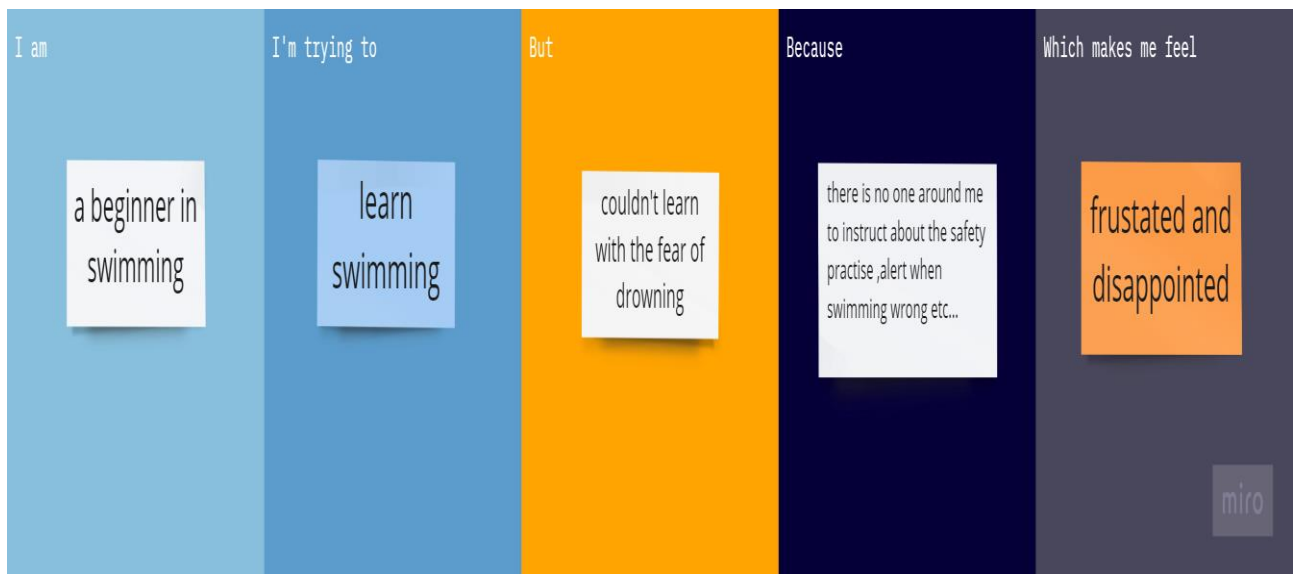 I am
a beginner in
swimming
I'm trying to
learn
swimming
But
couldn't learn
with the fear of
drowning
Because
there is no one around me
to instruct about the safety
practise ,alert when
swimming wrong etc...
Which makes me feel
frustated and
disappointed
miro